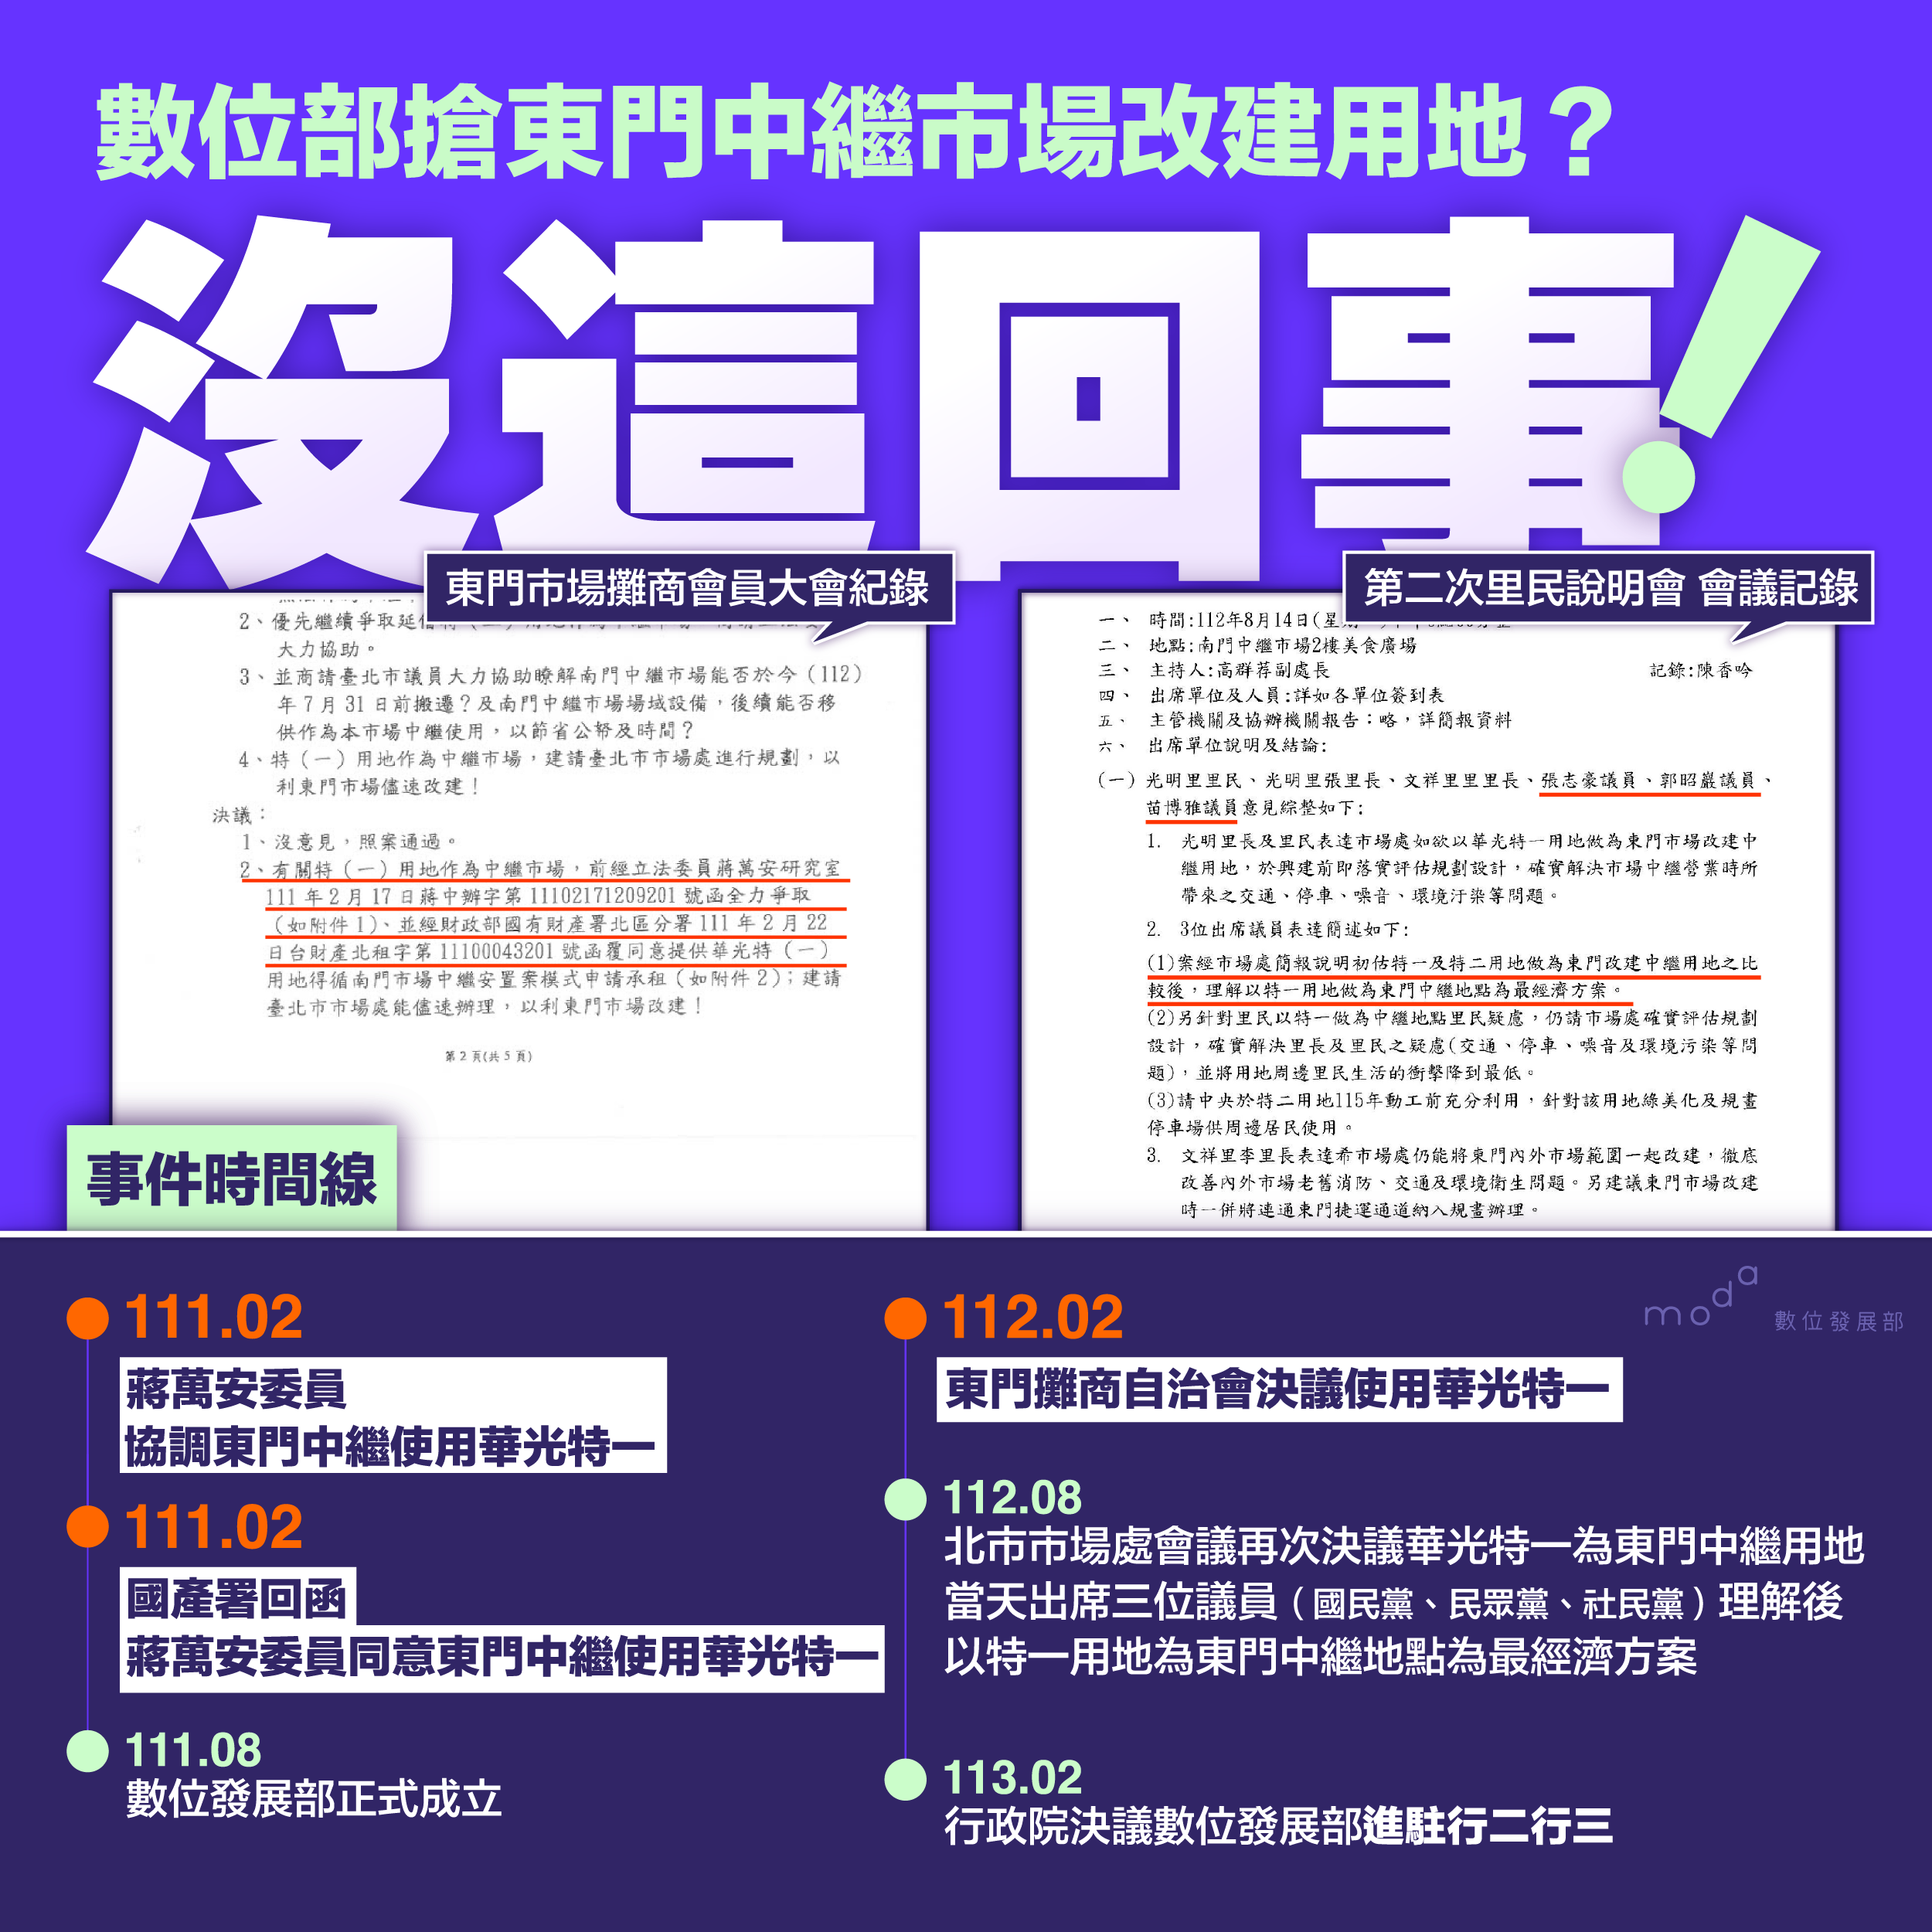 數位部搶東門中繼市場改建用地？
沒這回事！
東門市場攤商會員大會紀錄
大力協助。
3、並商請臺北市議員大力協助瞭解南門中繼市場能否於今（112）
年 7 月 31 日前搬遷？及南門中繼市場場域設備，後續能否移
供作為本市場中繼使用，以節省公帑及時間？
4、特（一）用地作為中繼市場，建請臺北市市場處進行規劃，以
利東門市場儘速改建！
決議：
1、沒意見，照案通過。
2、有關特（一）用地作為中繼市場，前經立法委員蔣萬安研究室
111 年 2 月 17 日蔣中辦字第 11102171209201 號函全力爭取
（如附件 1）、並經財政部國有財產署北區分署 111 年 2 月 22
日台財產北租字第 11100043201 號函覆同意提供華光特（一）
用地得循南門市場中繼安置案模式申請承租（如附件 2）；建請
臺北市市場處能儘速辦理，以利東門市場改建！
第 2 頁(共 5 頁)
第二次里民說明會 會議記錄
一、 時間:112年8月14日
二、 地點:南門中繼市場2樓美食廣場
三、 主持人:高群荐副處長 記錄:陳香吟
四、 出席單位及人員:詳如各單位簽到表
五、 主管機關及協辦機關報告：略，詳簡報資料
六、 出席單位說明及結論:
(一) 光明里里民、光明里張里長、文祥里里里長、張志豪議員、郭昭巖議員、
苗博雅議員意見綜整如下:
1. 光明里長及里民表達市場處如欲以華光特一用地做為東門市場改建中
繼用地，於興建前即落實評估規劃設計，確實解決市場中繼營業時所
帶來之交通、停車、噪音、環境汙染等問題。
2. 3位出席議員表達簡述如下:
(1)案經市場處簡報說明初估特一及特二用地做為東門改建中繼用地之比
較後，理解以特一用地做為東門中繼地點為最經濟方案。
(2)另針對里民以特一做為中繼地點里民疑慮，仍請市場處確實評估規劃
設計，確實解決里長及里民之疑慮(交通、停車、噪音及環境污染等問
題)，並將用地周邊里民生活的衝擊降到最低。
(3)請中央於特二用地115年動工前充分利用，針對該用地綠美化及規畫
停車場供周邊居民使用。
3. 文祥里李里長表達希市場處仍能將東門內外市場範圍一起改建，徹底
改善內外市場老舊消防、交通及環境衛生問題。另建議東門市場改建
時一併將連通東門捷運通道納入規畫辦理。
事件時間線
111.02
蔣萬安委員
協調東門中繼使用華光特一
111.02
國產署回函
蔣萬安委員同意東門中繼使用華光特一
111.08
數位發展部正式成立
112.02
東門攤商自治會決議使用華光特一
112.08
北市市場處會議再次決議華光特一為東門中繼用地
當天出席三位議員（國民黨、民眾黨、社民黨）理解後
以特一用地為東門中繼地點為最經濟方案
113.02
行政院決議數位發展部進駐行二行三
moda 數位發展部